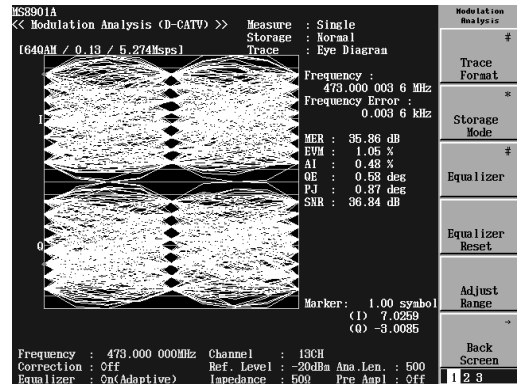 MS8901A
<< Modulation Analysis (D-CATV) >>
Measure : Single
Storage : Normal
Trace : Eye Diagram
[64QAM / 0.13 / 5.274Msps]
Frequency :
473.000 003 6 MHz
Frequency Error :
0.003 6 kHz
MER : 35.86 dB
EVM : 1.05 %
AI : 0.48 %
QE : 0.58 deg
PJ : 0.87 deg
SNR : 36.84 dB
I
Q
Marker: 1.00 symbol
(I) 7.0259
(Q) -3.0085
Frequency : 473.000 000MHz Channel : 13CH
Correction : Off Ref. Level : -20dBm Ana.Len. : 500
Equalizer : On(Adaptive) Impedance : 50Ω Pre Ampl : Off
Modulation
Analysis
#
Trace
Format
*
Storage
Mode
#
Equalizer
Equalizer
Reset
Adjust
Range
→
Back
Screen
1 2 3